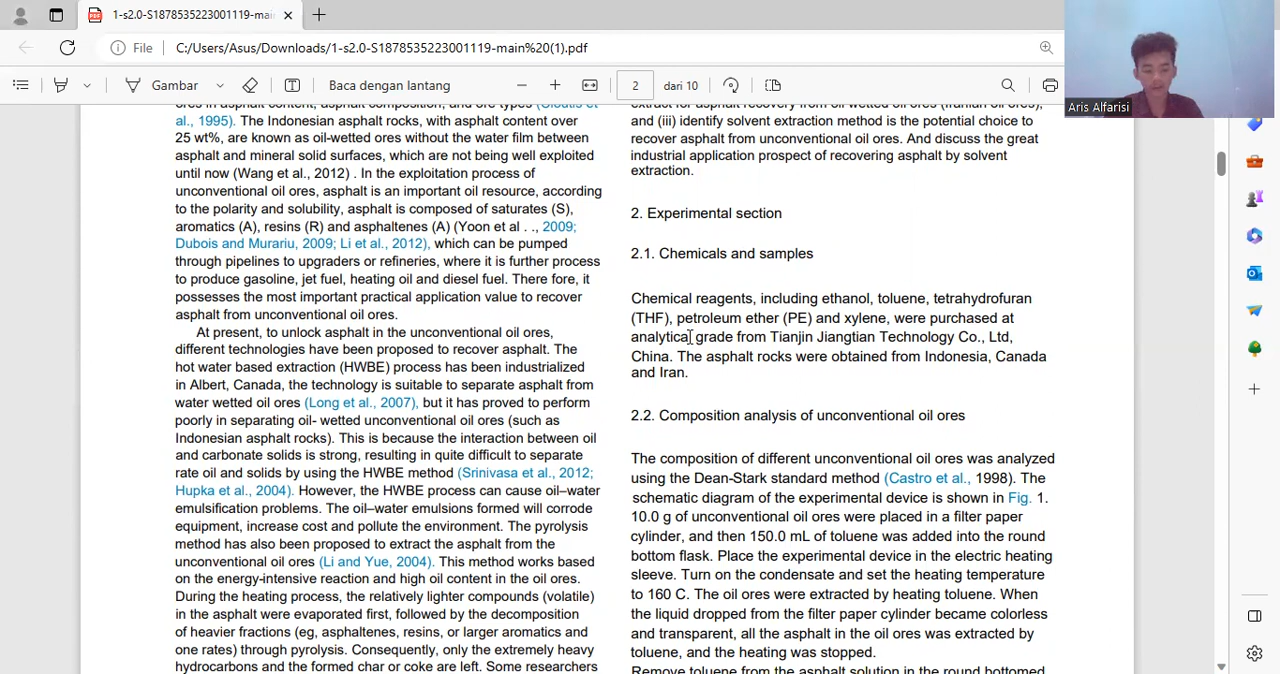 1-s2.0-S1878535223001119-mai
File
C:/Users/Asus/Downloads/1-s2.0-S1878535223001119-main%20(1).pdf
Gambar
Baca dengan lantang
2
dari 10
Aris Alfarisi
ores in asphalt content, asphalt composition, and ore types (Cloutis et
al., 1995). The Indonesian asphalt rocks, with asphalt content over
25 wt%, are known as oil-wetted ores without the water film between
asphalt and mineral solid surfaces, which are not being well exploited
until now (Wang et al., 2012) . In the exploitation process of
unconventional oil ores, asphalt is an important oil resource, according
to the polarity and solubility, asphalt is composed of saturates (S),
aromatics (A), resins (R) and asphaltenes (A) (Yoon et al . ., 2009;
Dubois and Murariu, 2009; Li et al., 2012), which can be pumped
through pipelines to upgraders or refineries, where it is further process
to produce gasoline, jet fuel, heating oil and diesel fuel. There fore, it
possesses the most important practical application value to recover
asphalt from unconventional oil ores.
At present, to unlock asphalt in the unconventional oil ores,
different technologies have been proposed to recover asphalt. The
hot water based extraction (HWBE) process has been industrialized
in Albert, Canada, the technology is suitable to separate asphalt from
water wetted oil ores (Long et al., 2007), but it has proved to perform
poorly in separating oil- wetted unconventional oil ores (such as
Indonesian asphalt rocks). This is because the interaction between oil
and carbonate solids is strong, resulting in quite difficult to separate
rate oil and solids by using the HWBE method (Srinivasa et al., 2012;
Hupka et al., 2004). However, the HWBE process can cause oil–water
emulsification problems. The oil–water emulsions formed will corrode
equipment, increase cost and pollute the environment. The pyrolysis
method has also been proposed to extract the asphalt from the
unconventional oil ores (Li and Yue, 2004). This method works based
on the energy-intensive reaction and high oil content in the oil ores.
During the heating process, the relatively lighter compounds (volatile)
in the asphalt were evaporated first, followed by the decomposition
of heavier fractions (eg, asphaltenes, resins, or larger aromatics and
one rates) through pyrolysis. Consequently, only the extremely heavy
hydrocarbons and the formed char or coke are left. Some researchers
extract for asphalt recovery from oil wetted oil ores (Iranian oil ores),
and (iii) identify solvent extraction method is the potential choice to
recover asphalt from unconventional oil ores. And discuss the great
industrial application prospect of recovering asphalt by solvent
extraction.
2. Experimental section
2.1. Chemicals and samples
Chemical reagents, including ethanol, toluene, tetrahydrofuran
(THF), petroleum ether (PE) and xylene, were purchased at
analytical grade from Tianjin Jiangtian Technology Co., Ltd,
China. The asphalt rocks were obtained from Indonesia, Canada
and Iran.
2.2. Composition analysis of unconventional oil ores
The composition of different unconventional oil ores was analyzed
using the Dean-Stark standard method (Castro et al., 1998). The
schematic diagram of the experimental device is shown in Fig. 1.
10.0 g of unconventional oil ores were placed in a filter paper
cylinder, and then 150.0 mL of toluene was added into the round
bottom flask. Place the experimental device in the electric heating
sleeve. Turn on the condensate and set the heating temperature
to 160 C. The oil ores were extracted by heating toluene. When
the liquid dropped from the filter paper cylinder became colorless
and transparent, all the asphalt in the oil ores was extracted by
toluene, and the heating was stopped.
Remove toluene from the asphalt solution in the round bottomed